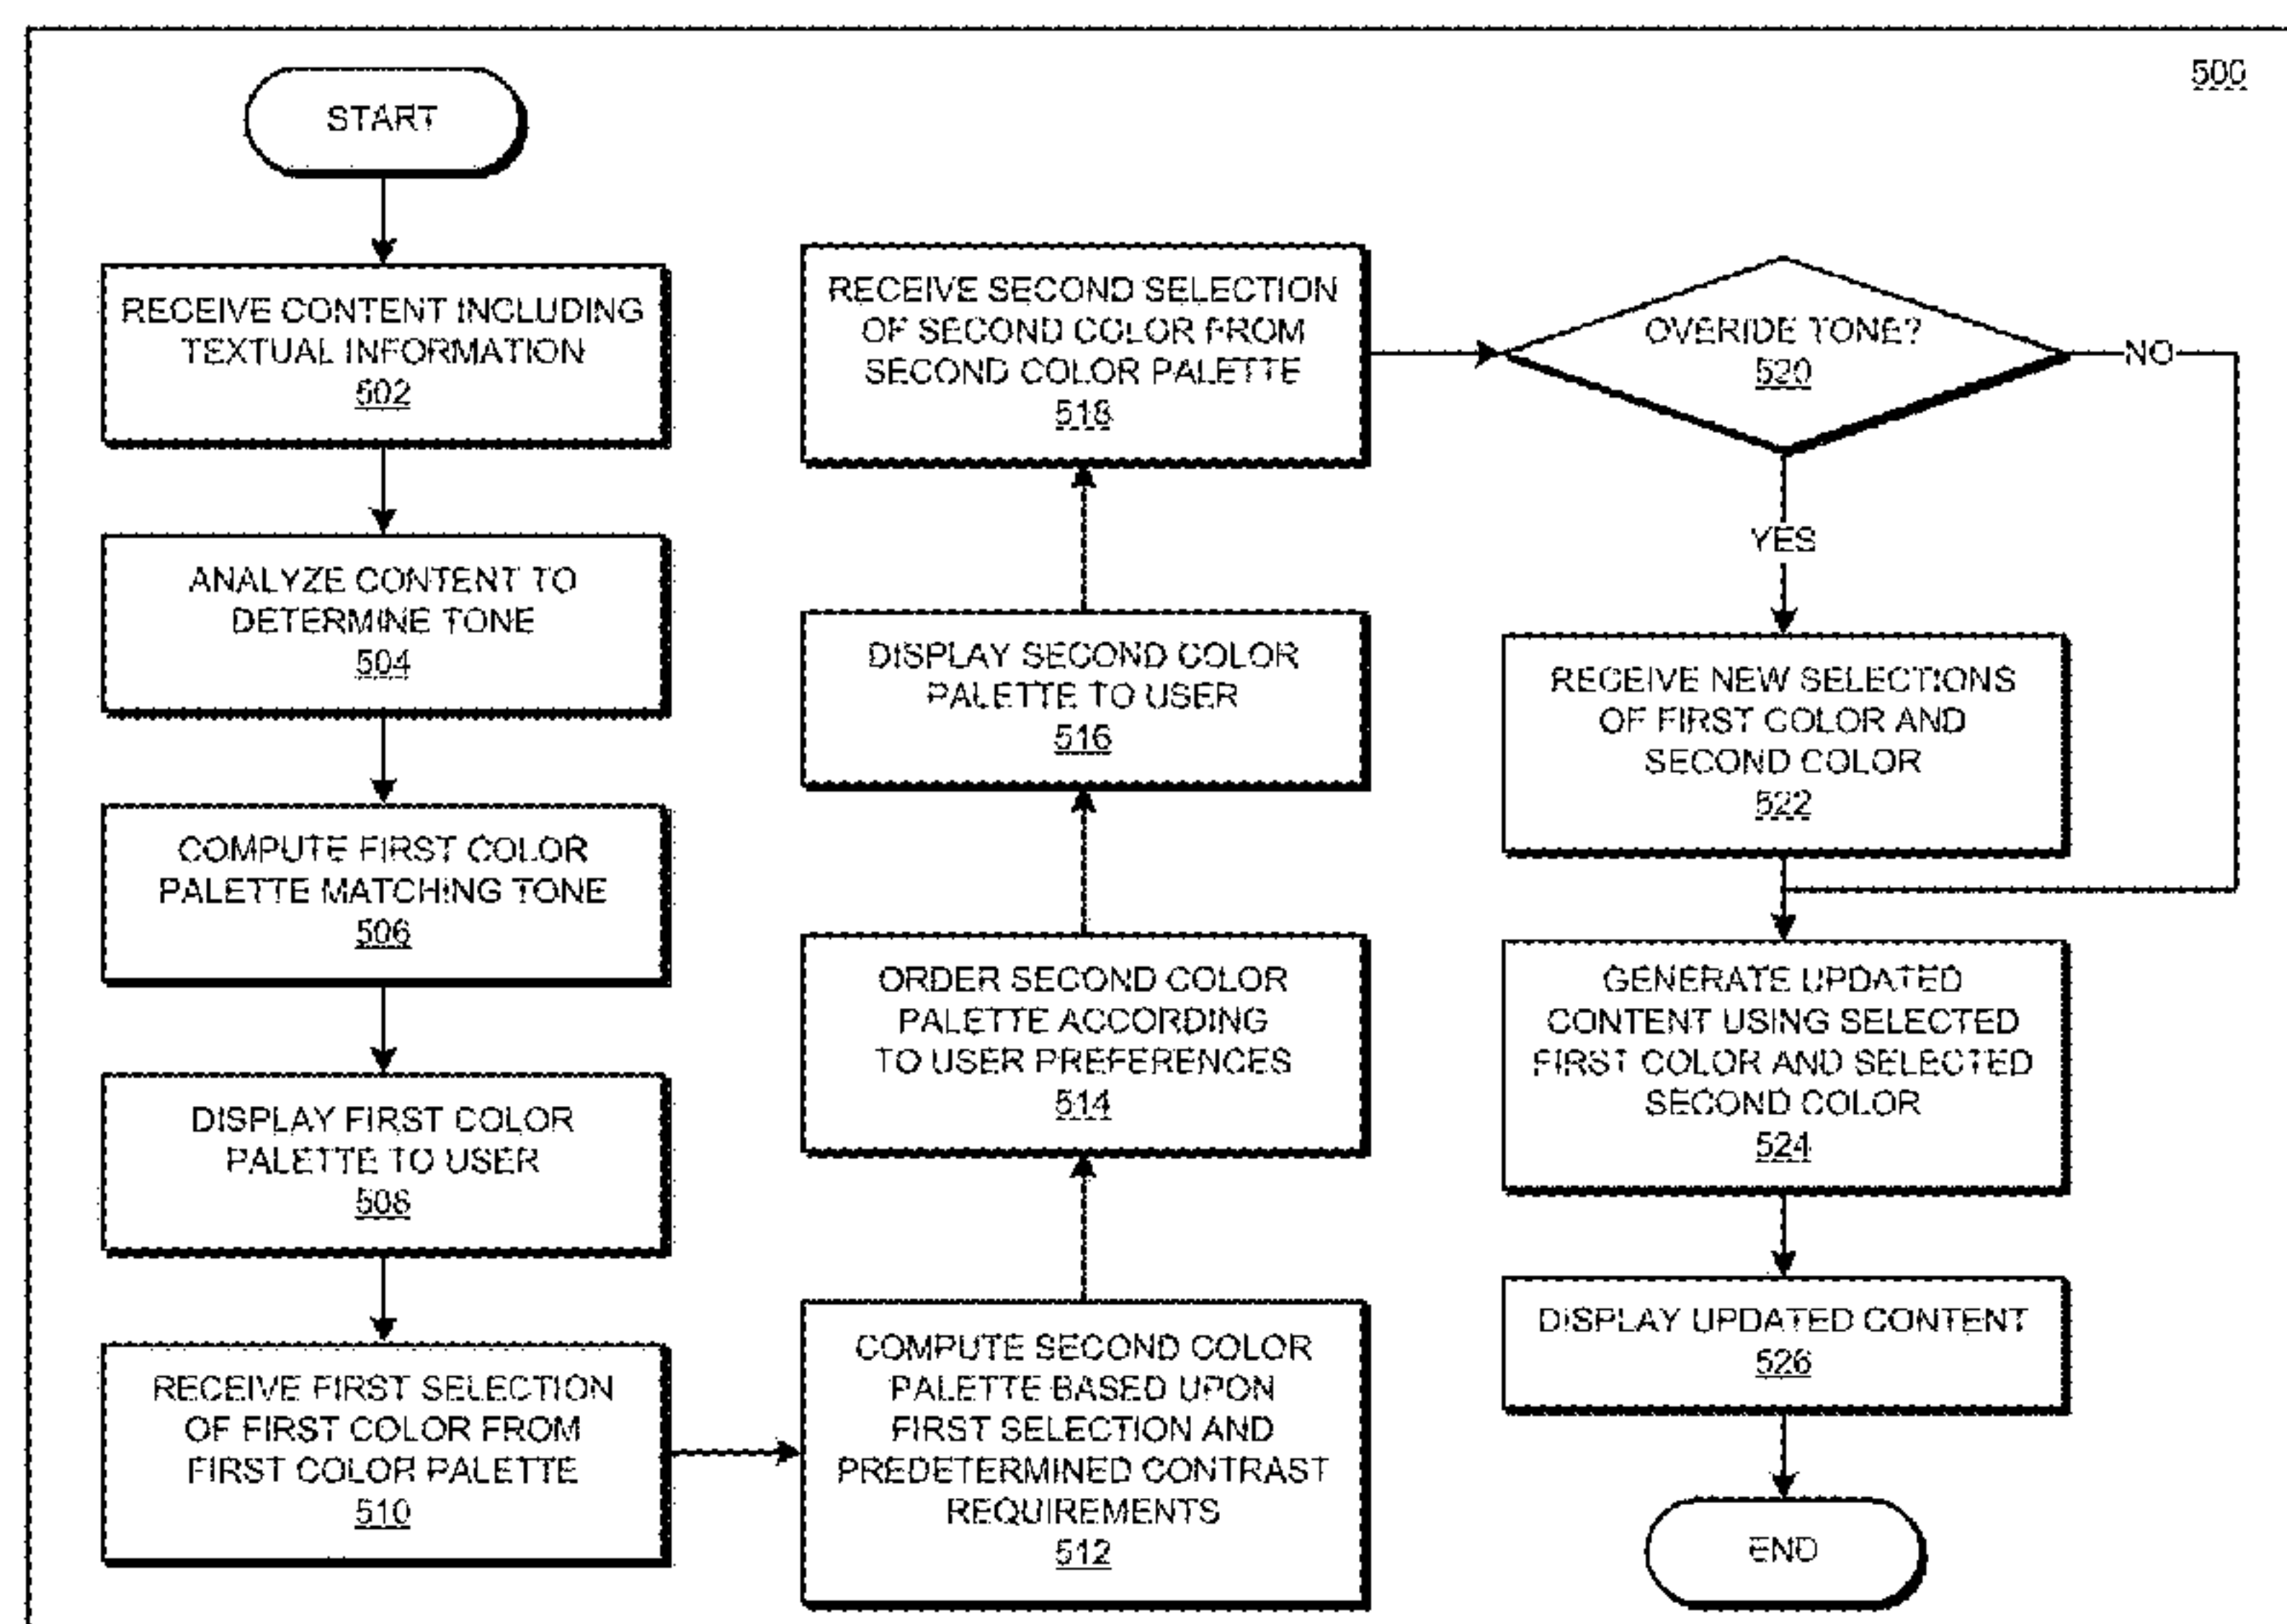 500
START
RECEIVE CONTENT INCLUDING
TEXTUAL INFORMATION
502
ANALYZE CONTENT TO
DETERMINE TONE
504
COMPUTE FIRST COLOR
PALETTE MATCHING TONE
506
DISPLAY FIRST COLOR
PALETTE TO USER
508
RECEIVE FIRST SELECTION
OF FIRST COLOR FROM
FIRST COLOR PALETTE
510
COMPUTE SECOND COLOR
PALETTE BASED UPON
FIRST SELECTION AND
PREDETERMINED CONTRAST
REQUIREMENTS
512
ORDER SECOND COLOR
PALETTE ACCORDING
TO USER PREFERENCES
514
DISPLAY SECOND COLOR
PALETTE TO USER
516
RECEIVE SECOND SELECTION
OF SECOND COLOR FROM
SECOND COLOR PALETTE
518
OVERIDE TONE?
520
NO
YES
RECEIVE NEW SELECTIONS
OF FIRST COLOR AND
SECOND COLOR
522
GENERATE UPDATED
CONTENT USING SELECTED
FIRST COLOR AND SELECTED
SECOND COLOR
524
DISPLAY UPDATED CONTENT
526
END